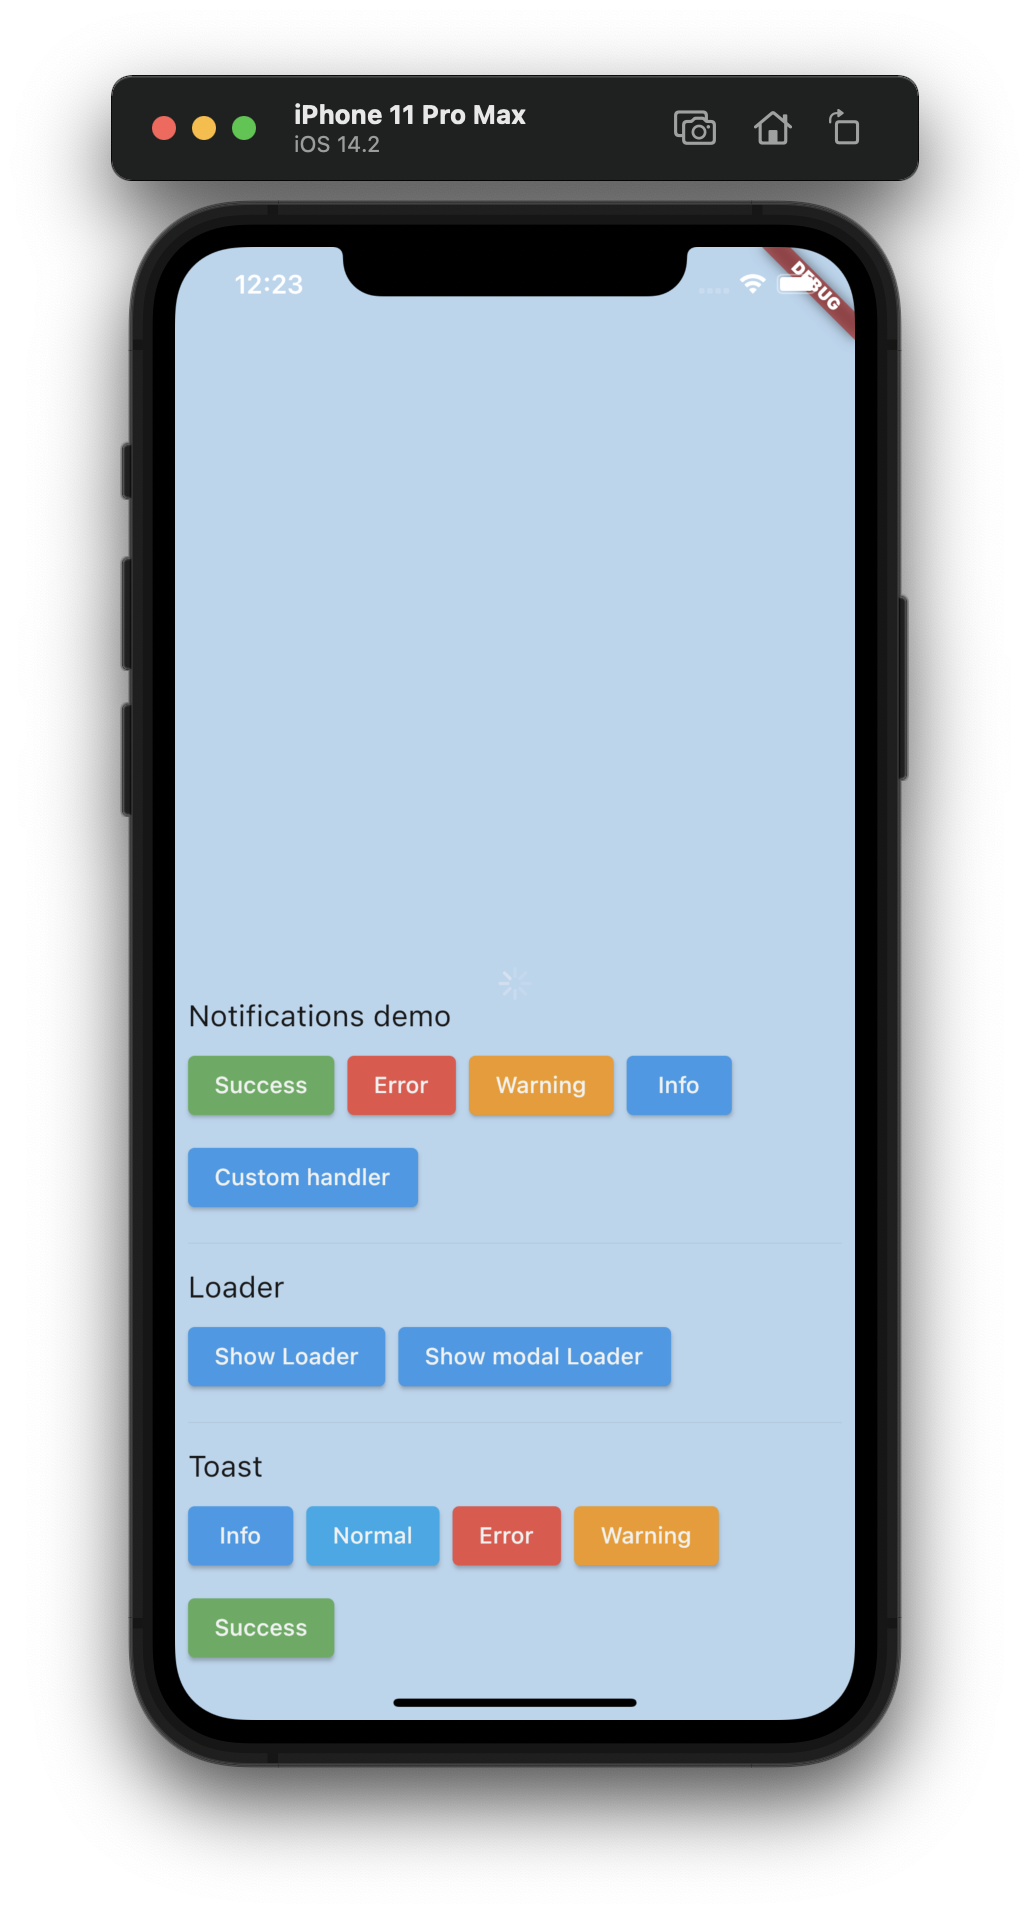 iPhone 11 Pro Max
iOS 14.2
12:23
DEBUG
Notifications demo
Success Error Warning Info
Custom handler
Loader
Show Loader Show modal Loader
Toast
Info Normal Error Warning
Success